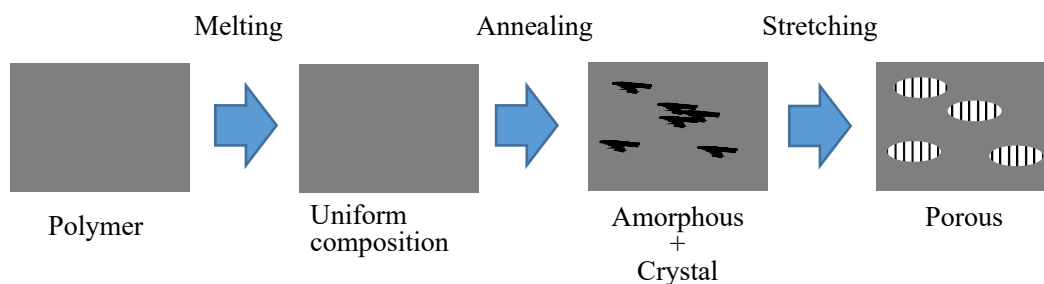 Melting
Annealing
Stretching
Polymer
Uniform
composition
Amorphous
+
Crystal
Porous